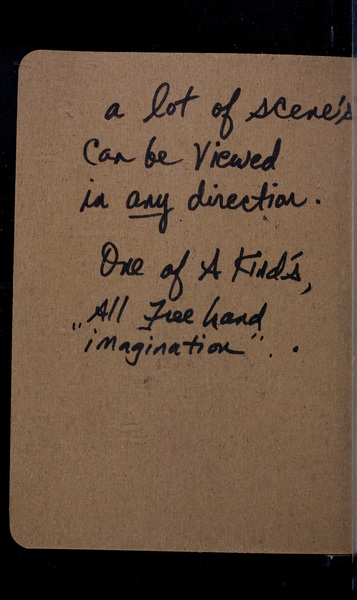 a lot of scene's
Can be Viewed
in any direction.
One of A Kind's,
„All Free hand
imagination". .